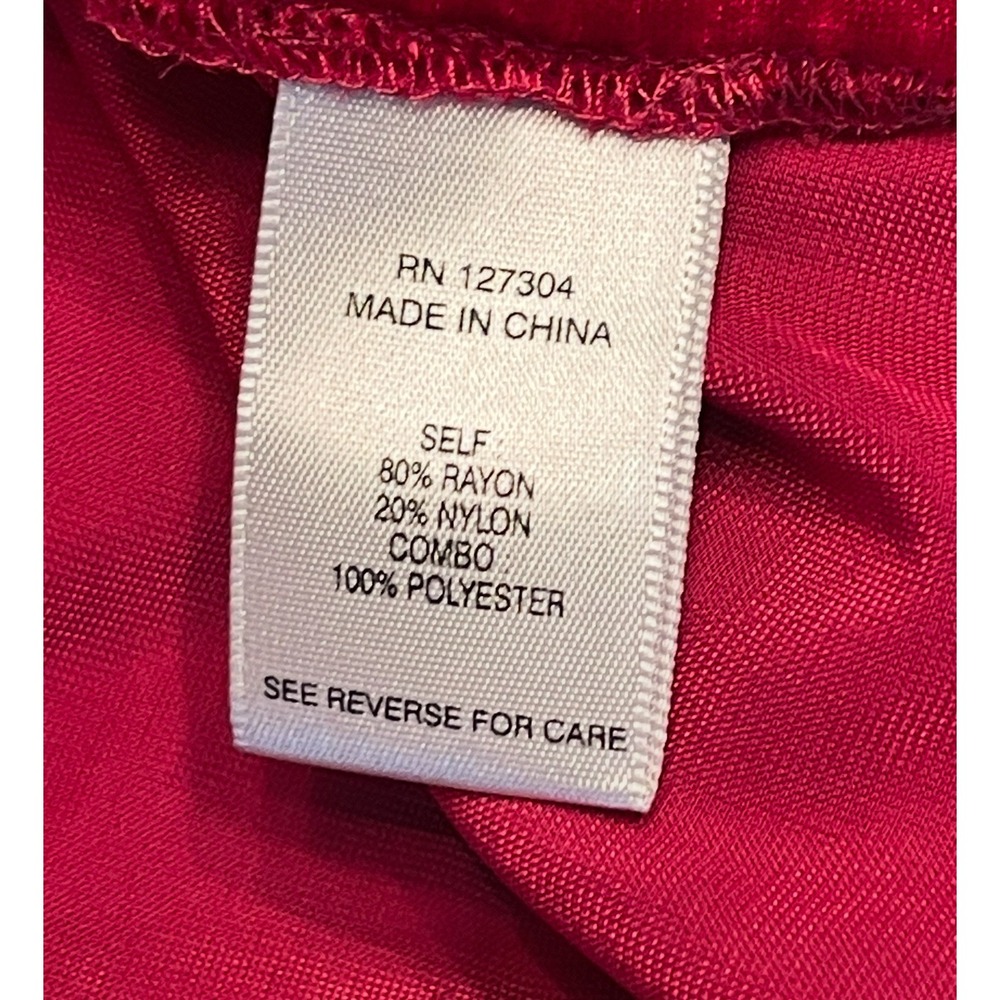 RN 127304
MADE IN CHINA
SELF :
80% RAYON
20% NYLON
COMBO :
100% POLYESTER
SEE REVERSE FOR CARE